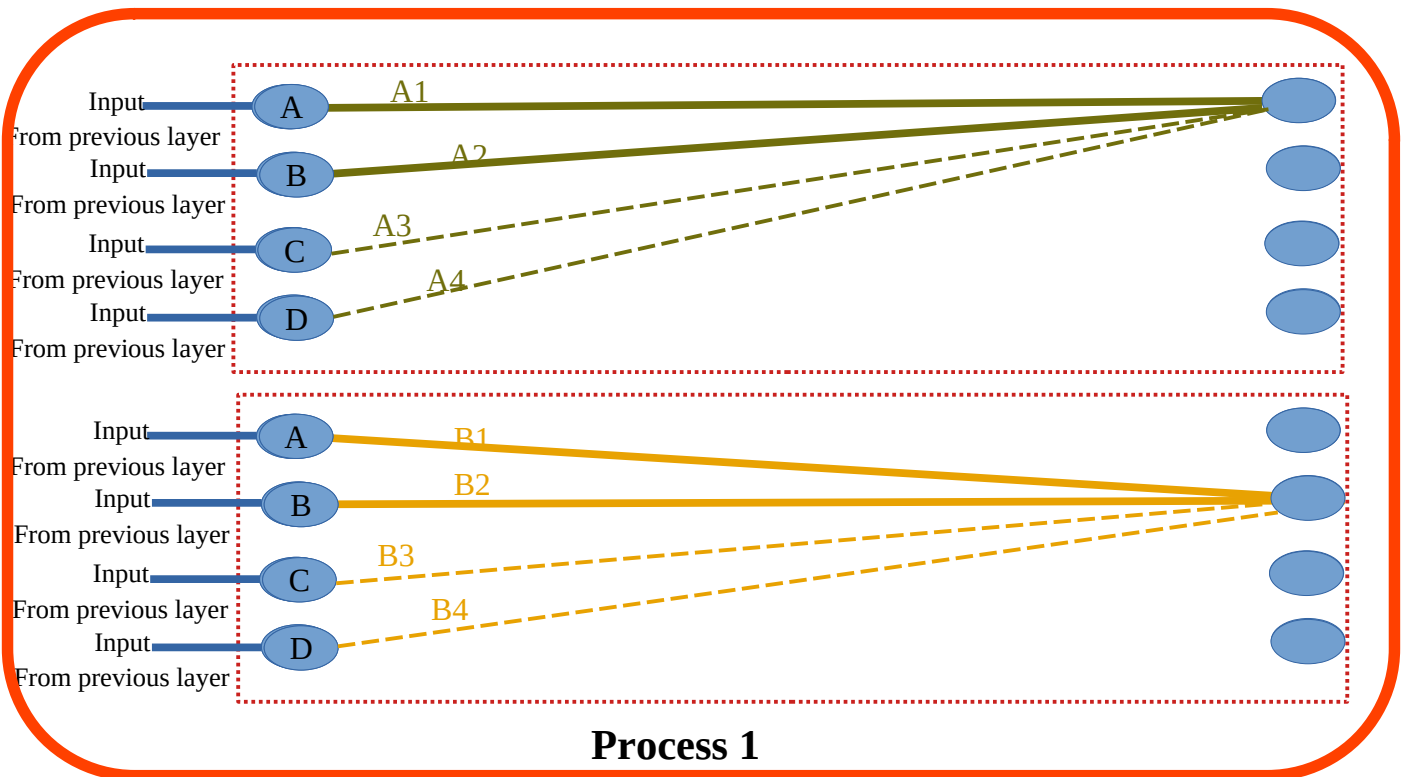 Input
A
A1
From previous layer
Input
B
A2
From previous layer
Input
C
A3
From previous layer
Input
D
A4
From previous layer
Input
A
B1
From previous layer
Input
B
B2
From previous layer
Input
C
B3
From previous layer
Input
D
B4
From previous layer
Process 1